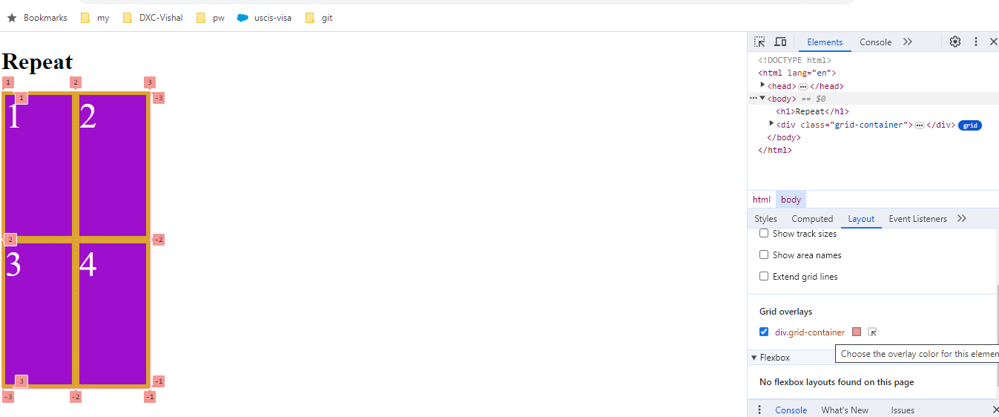 Bookmarks my DXC-Vishal pw uscis-visa git
Repeat
1 2 3
1 -3
1 2
2 -2
3 4
3 -1
-3 -2 -1
Elements Console
<!DOCTYPE html>
<html lang="en">
<head> … </head>
<body> == $0
<h1>Repeat</h1>
<div class="grid-container"> … </div> grid
</body>
</html>
html body
Styles Computed Layout Event Listeners
Show track sizes
Show area names
Extend grid lines
Grid overlays
div.grid-container
Choose the overlay color for this elemen
Flexbox
No flexbox layouts found on this page
Console What's New Issues